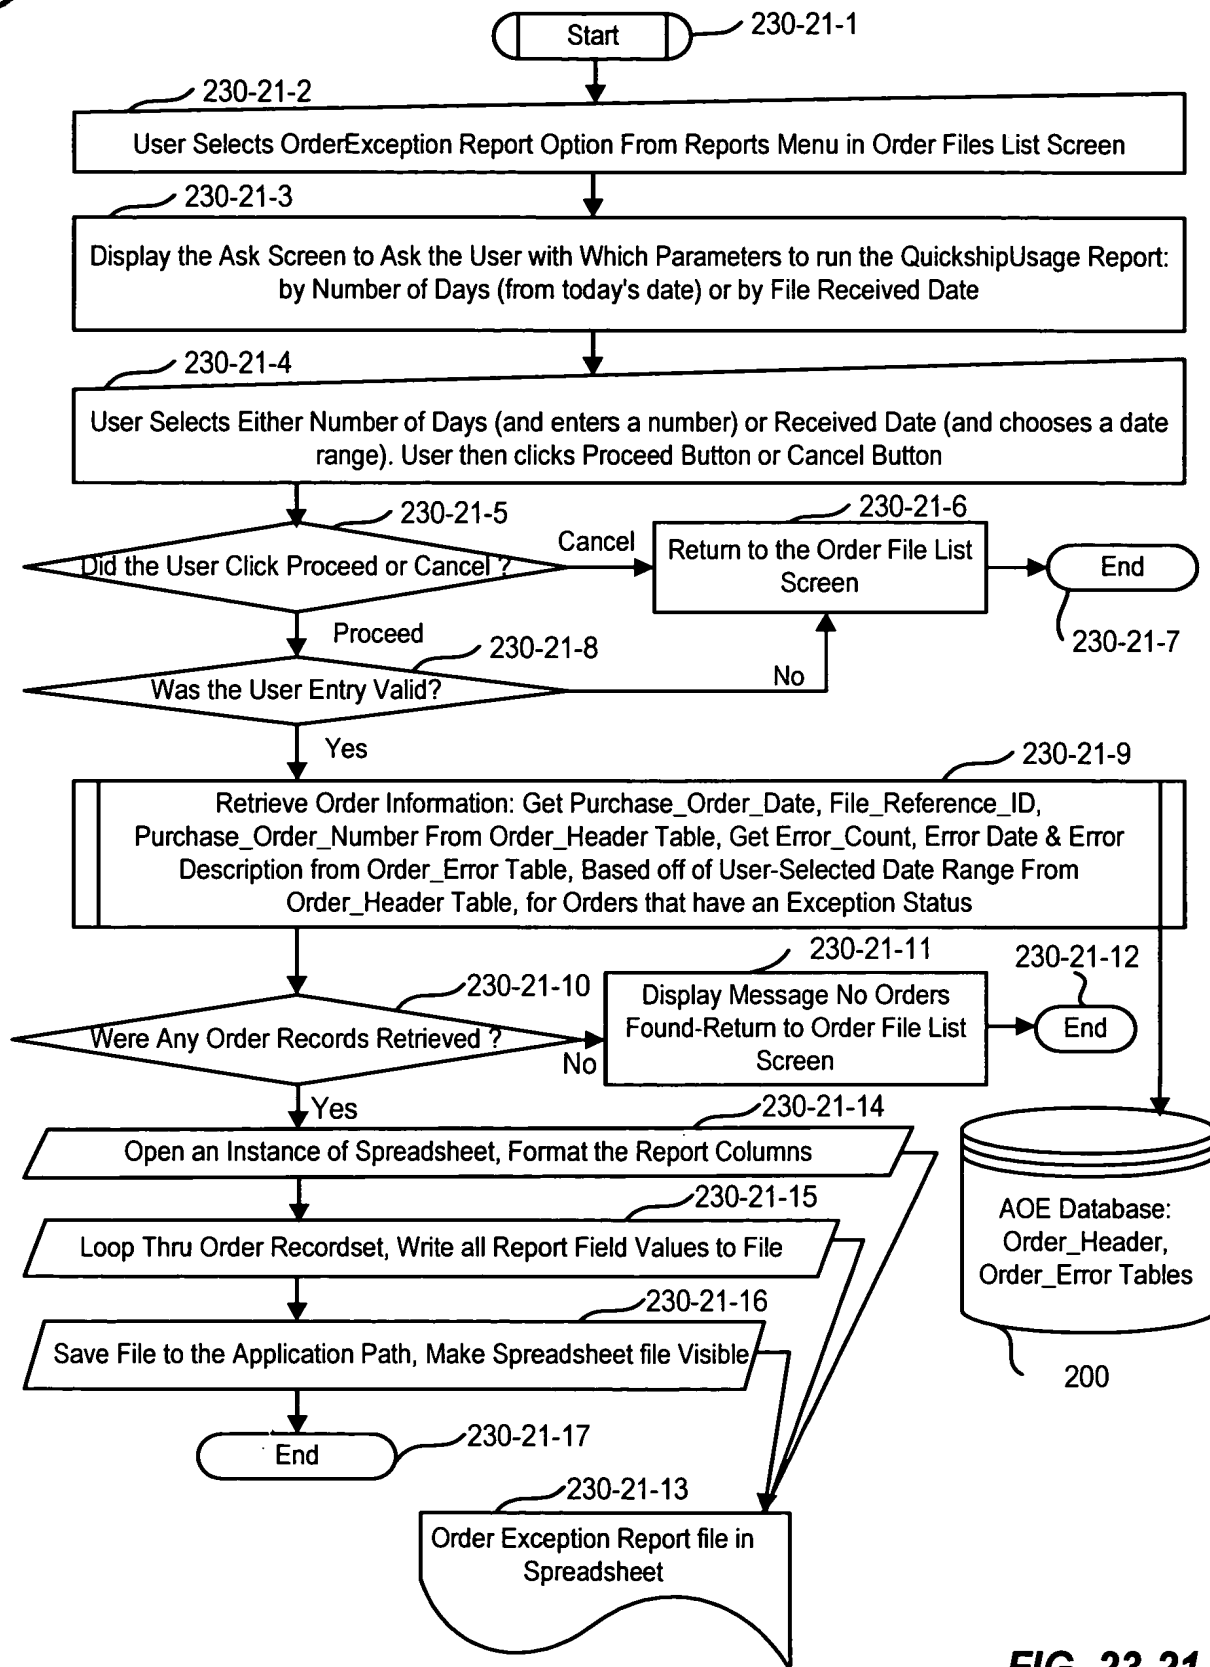 Start
230-21-1
230-21-2
User Selects OrderException Report Option From Reports Menu in Order Files List Screen
230-21-3
Display the Ask Screen to Ask the User with Which Parameters to run the QuickshipUsage Report:
by Number of Days (from today's date) or by File Received Date
230-21-4
User Selects Either Number of Days (and enters a number) or Received Date (and chooses a date
range). User then clicks Proceed Button or Cancel Button
230-21-5
230-21-6
Did the User Click Proceed or Cancel ?
Cancel
Return to the Order File List
Screen
End
230-21-7
Proceed
230-21-8
Was the User Entry Valid?
No
Yes
230-21-9
Retrieve Order Information: Get Purchase_Order_Date, File_Reference_ID,
Purchase_Order_Number From Order_Header Table, Get Error_Count, Error Date & Error
Description from Order_Error Table, Based off of User-Selected Date Range From
Order_Header Table, for Orders that have an Exception Status
230-21-10
230-21-11
230-21-12
Were Any Order Records Retrieved ?
No
Display Message No Orders
Found-Return to Order File List
Screen
End
Yes
230-21-14
Open an Instance of Spreadsheet, Format the Report Columns
230-21-15
Loop Thru Order Recordset, Write all Report Field Values to File
AOE Database:
Order_Header,
Order_Error Tables
230-21-16
Save File to the Application Path, Make Spreadsheet file Visible
200
End
230-21-17
230-21-13
Order Exception Report file in
Spreadsheet
FIG. 23-21